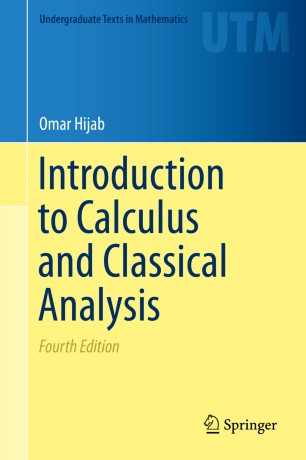 Undergraduate Texts in Mathematics
UTM
Omar Hijab
Introduction
to Calculus
and Classical
Analysis
Fourth Edition
Springer